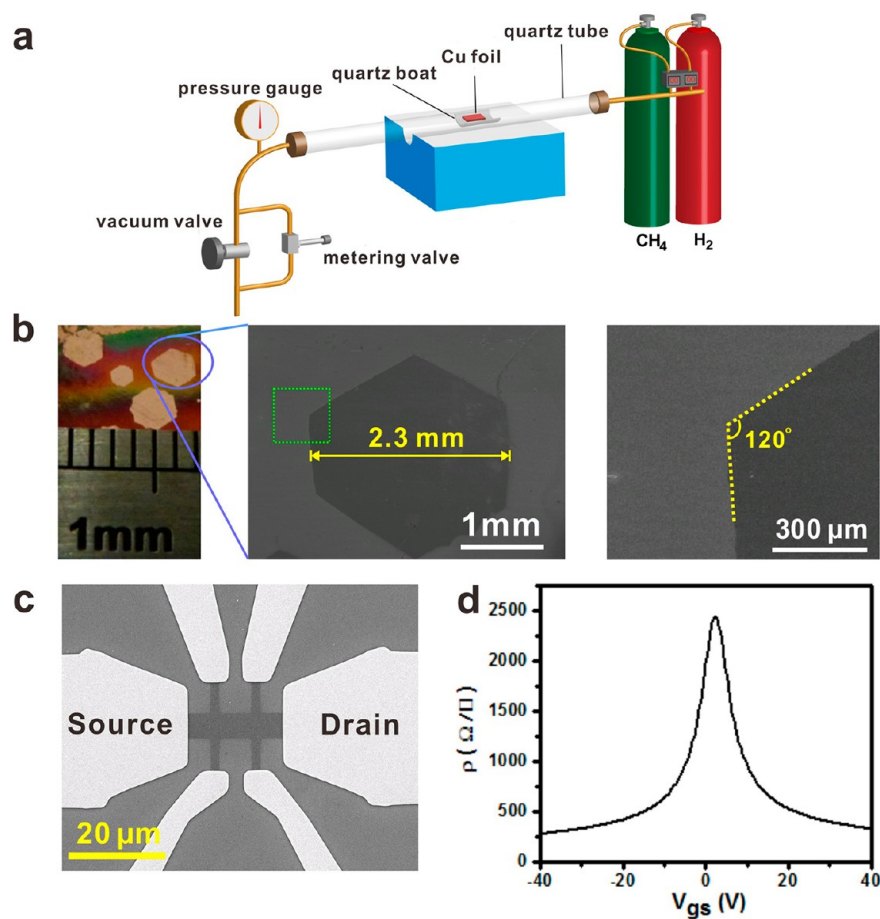 a
quartz tube
Cu foil
quartz boat
pressure gauge
vacuum valve
metering valve
CH4
H2
b
2.3 mm
1mm
1mm
120°
300 μm
c
Source
Drain
20 μm
d
ρ (Ω/□)
2500
2000
1500
1000
500
0
-40
-20
0
20
40
Vgs (V)